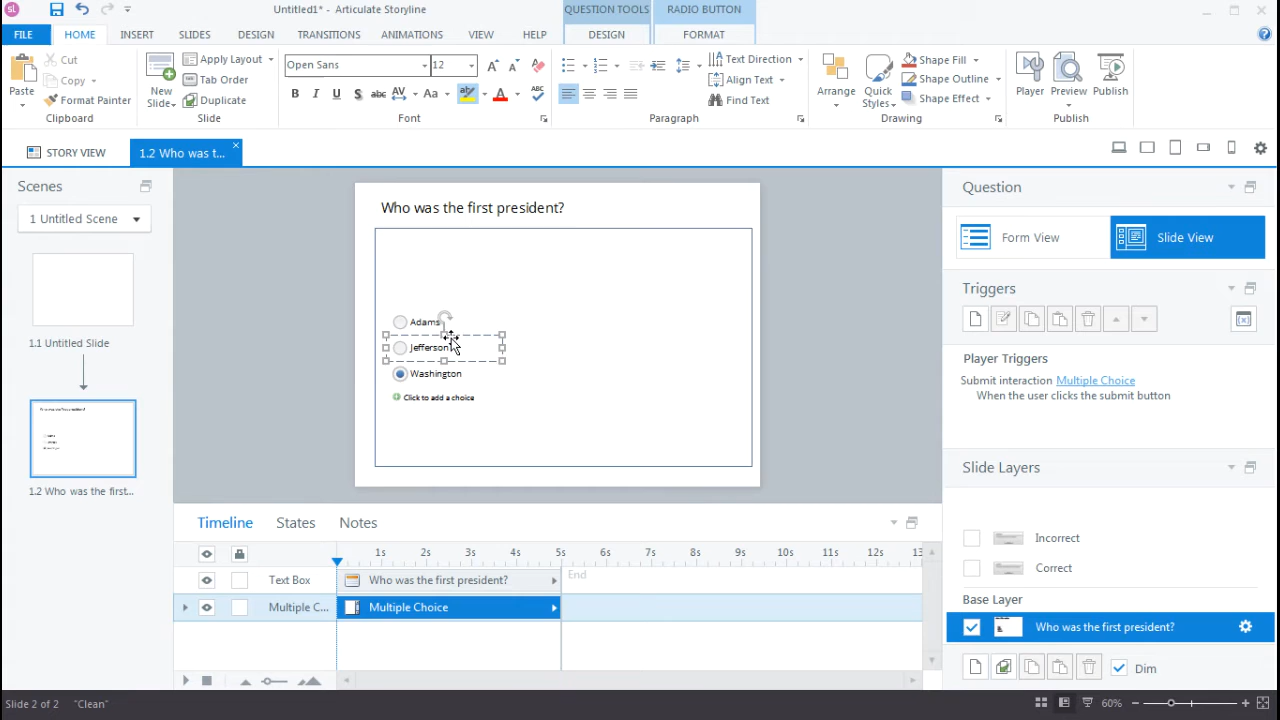 sl
Untitled1* - Articulate Storyline
QUESTION TOOLS
RADIO BUTTON
FILE HOME INSERT SLIDES DESIGN TRANSITIONS ANIMATIONS VIEW HELP DESIGN FORMAT
Paste
Cut
Copy
Format Painter
Clipboard
New Slide
Apply Layout
Tab Order
Duplicate
Slide
Open Sans 12
B I U S abc AV Aa ab A ABC
Font
Text Direction
Align Text
Find Text
Paragraph
Arrange
Quick Styles
Shape Fill
Shape Outline
Shape Effect
Drawing
Player Preview Publish
Publish
STORY VIEW
1.2 Who was t...
Scenes
1 Untitled Scene
1.1 Untitled Slide
1.2 Who was the first...
Who was the first president?
Adams
Jefferson
Washington
Click to add a choice
Question
Form View
Slide View
Triggers
Player Triggers
Submit interaction Multiple Choice
When the user clicks the submit button
Slide Layers
Incorrect
Correct
Base Layer
Who was the first president?
Dim
Timeline States Notes
1s 2s 3s 4s 5s 6s 7s 8s 9s 10s 11s 12s 13
Text Box
Who was the first president?
End
Multiple C...
Multiple Choice
Slide 2 of 2
"Clean"
60%